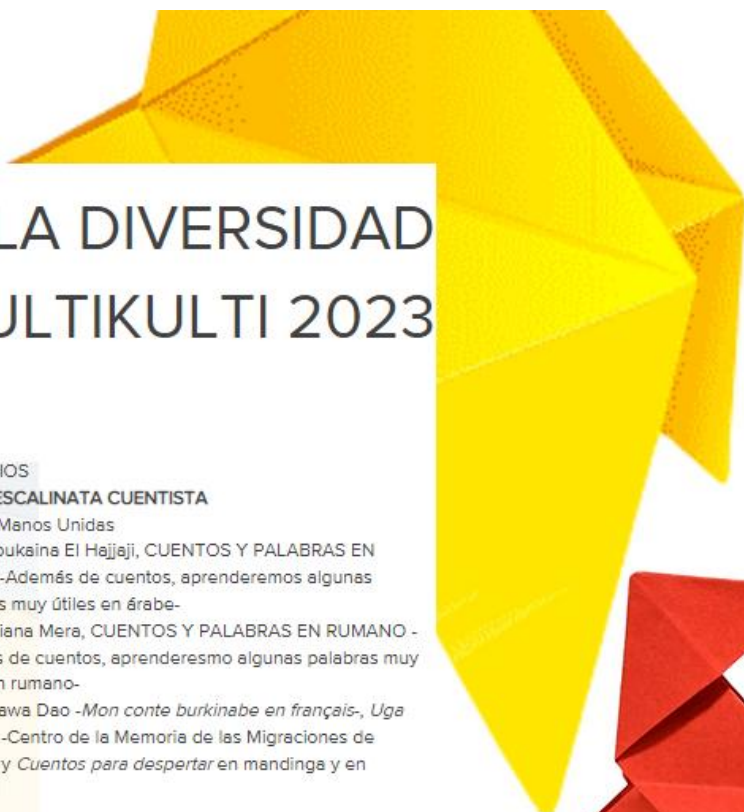 LA DIVERSIDAD
ULTIKULTI 2023
IOS
ESCALINATA CUENTISTA
Manos Unidas
oukaina El Hajjaji, CUENTOS Y PALABRAS EN
-Además de cuentos, aprenderemos algunas
s muy útiles en árabe-
iana Mera, CUENTOS Y PALABRAS EN RUMANO -
s de cuentos, aprenderesmo algunas palabras muy
n rumano-
awa Dao -Mon conte burkinabe en français-, Uga
-Centro de la Memoria de las Migraciones de
y Cuentos para despertar en mandinga y en